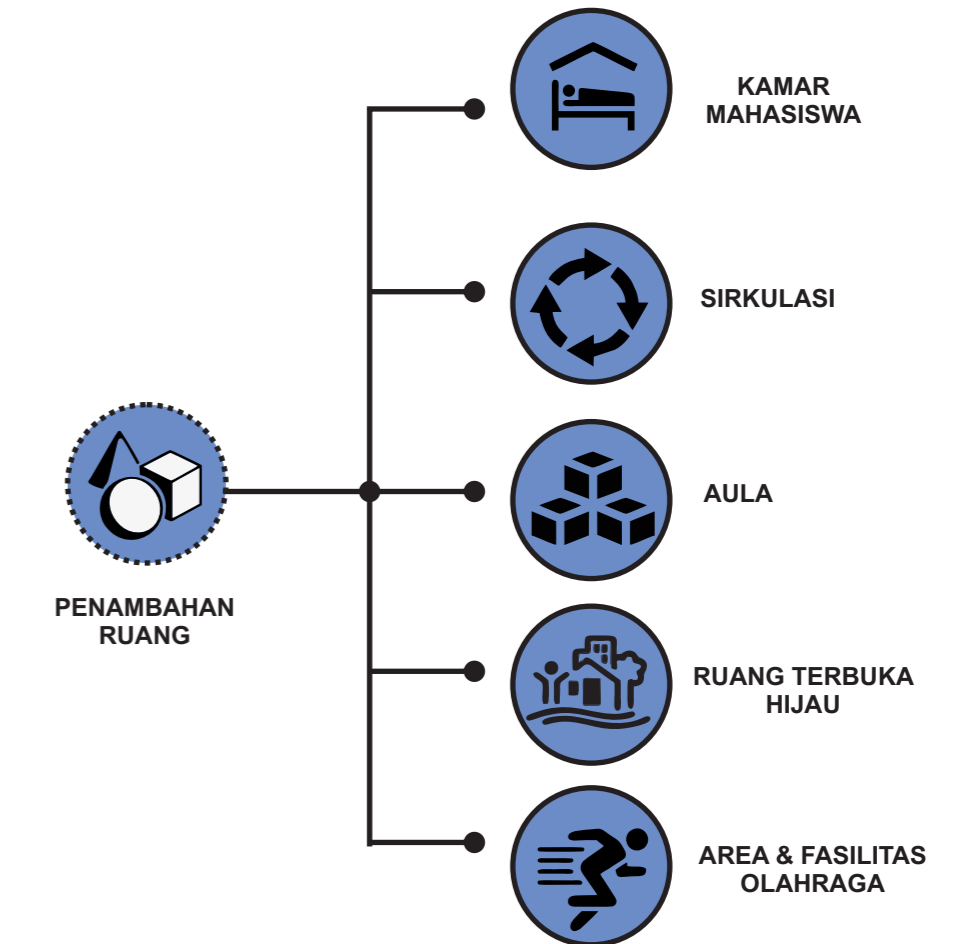 KAMAR
MAHASISWA
SIRKULASI
AULA
PENAMBAHAN
RUANG
RUANG TERBUKA
HIJAU
AREA & FASILITAS
OLAHRAGA